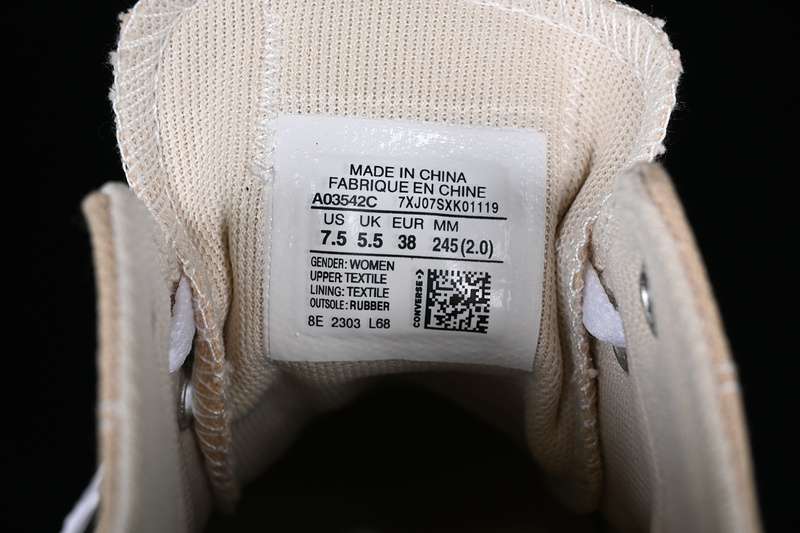 MADE IN CHINA
FABRIQUE EN CHINE
A03542C 7XJ07SXK01119
US UK EUR MM
7.5 5.5 38 245(2.0)
GENDER: WOMEN
UPPER: TEXTILE
LINING: TEXTILE
OUTSOLE: RUBBER
CONVERSE
8E 2303 L68